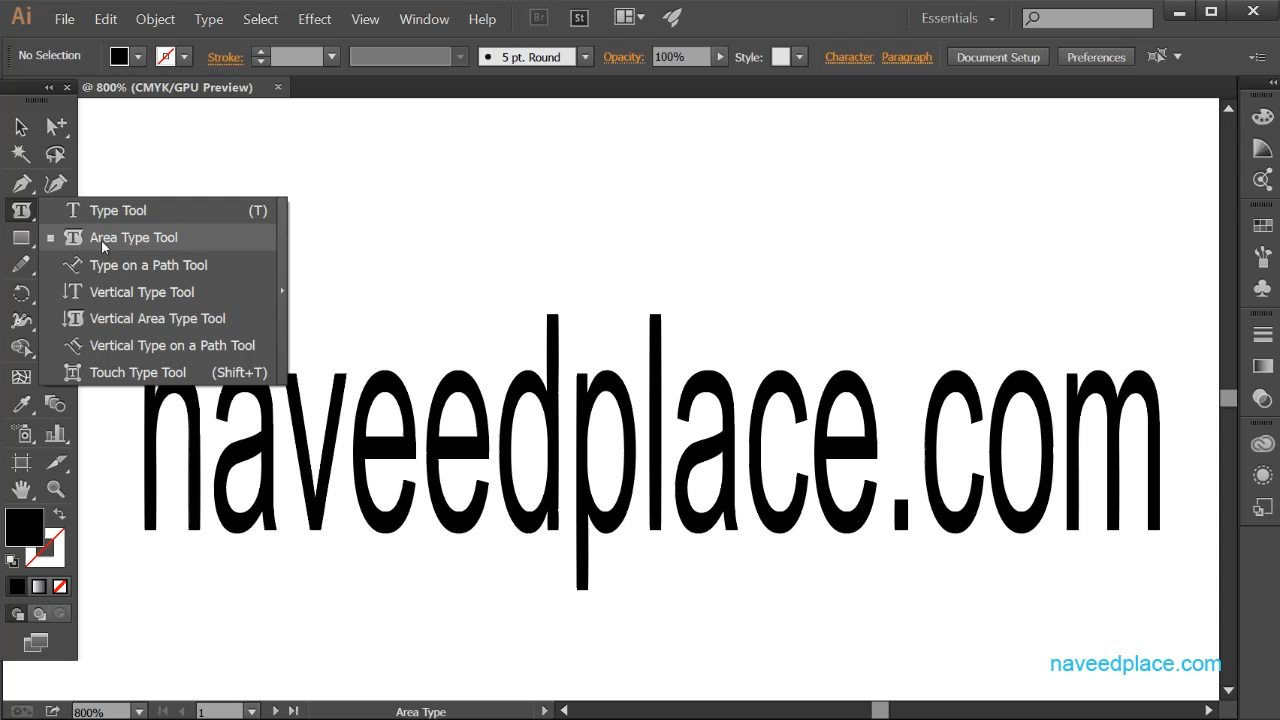 Ai File Edit Object Type Select Effect View Window Help Br St Essentials
No Selection Stroke: 5 pt. Round Opacity: 100% Style: Character Paragraph Document Setup Preferences
@ 800% (CMYK/GPU Preview)
Type Tool (T)
Area Type Tool
Type on a Path Tool
Vertical Type Tool
Vertical Area Type Tool
Vertical Type on a Path Tool
Touch Type Tool (Shift+T)
naveedplace.com
naveedplace.com
800% 1 Area Type